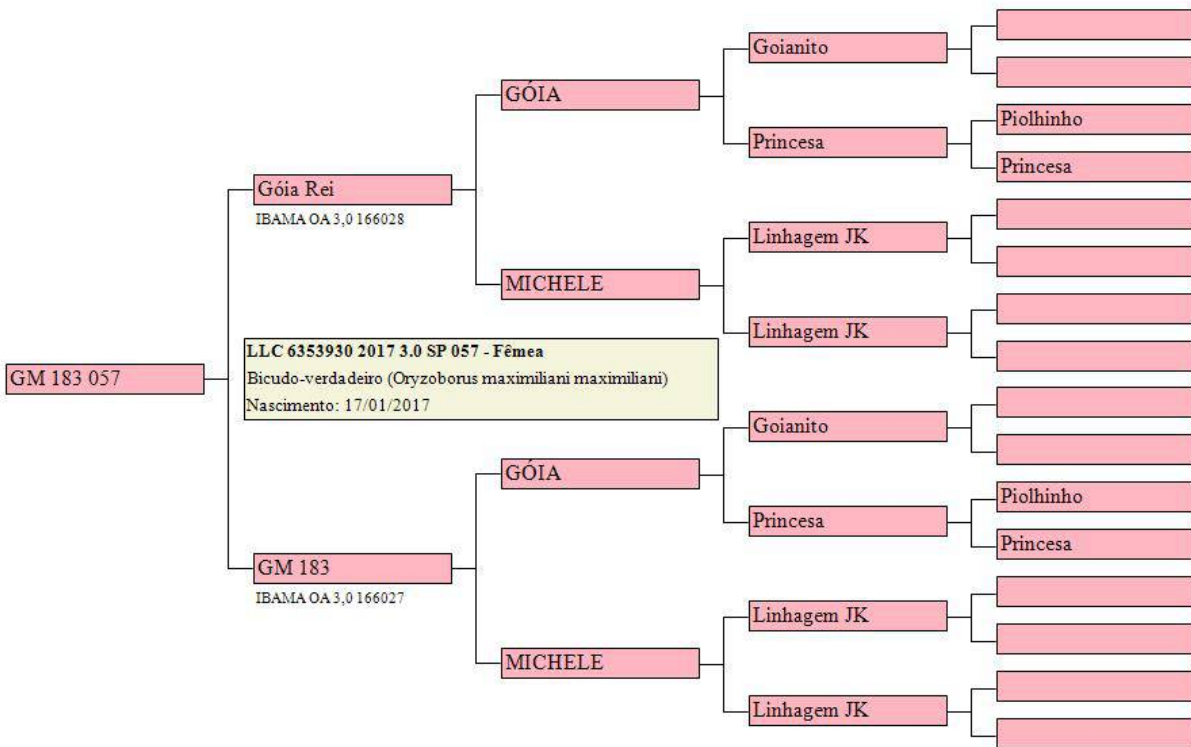 Goianito
GÓIA
Piolhinho
Princesa
Princesa
Góia Rei
IBAMA OA 3,0 166028
Linhagem JK
MICHELE
Linhagem JK
LLC 6353930 2017 3.0 SP 057 - Fêmea
Bicudo-verdadeiro (Oryzoborus maximiliani maximiliani)
Nascimento: 17/01/2017
GM 183 057
Goianito
GÓIA
Piolhinho
Princesa
Princesa
GM 183
IBAMA OA 3,0 166027
Linhagem JK
MICHELE
Linhagem JK